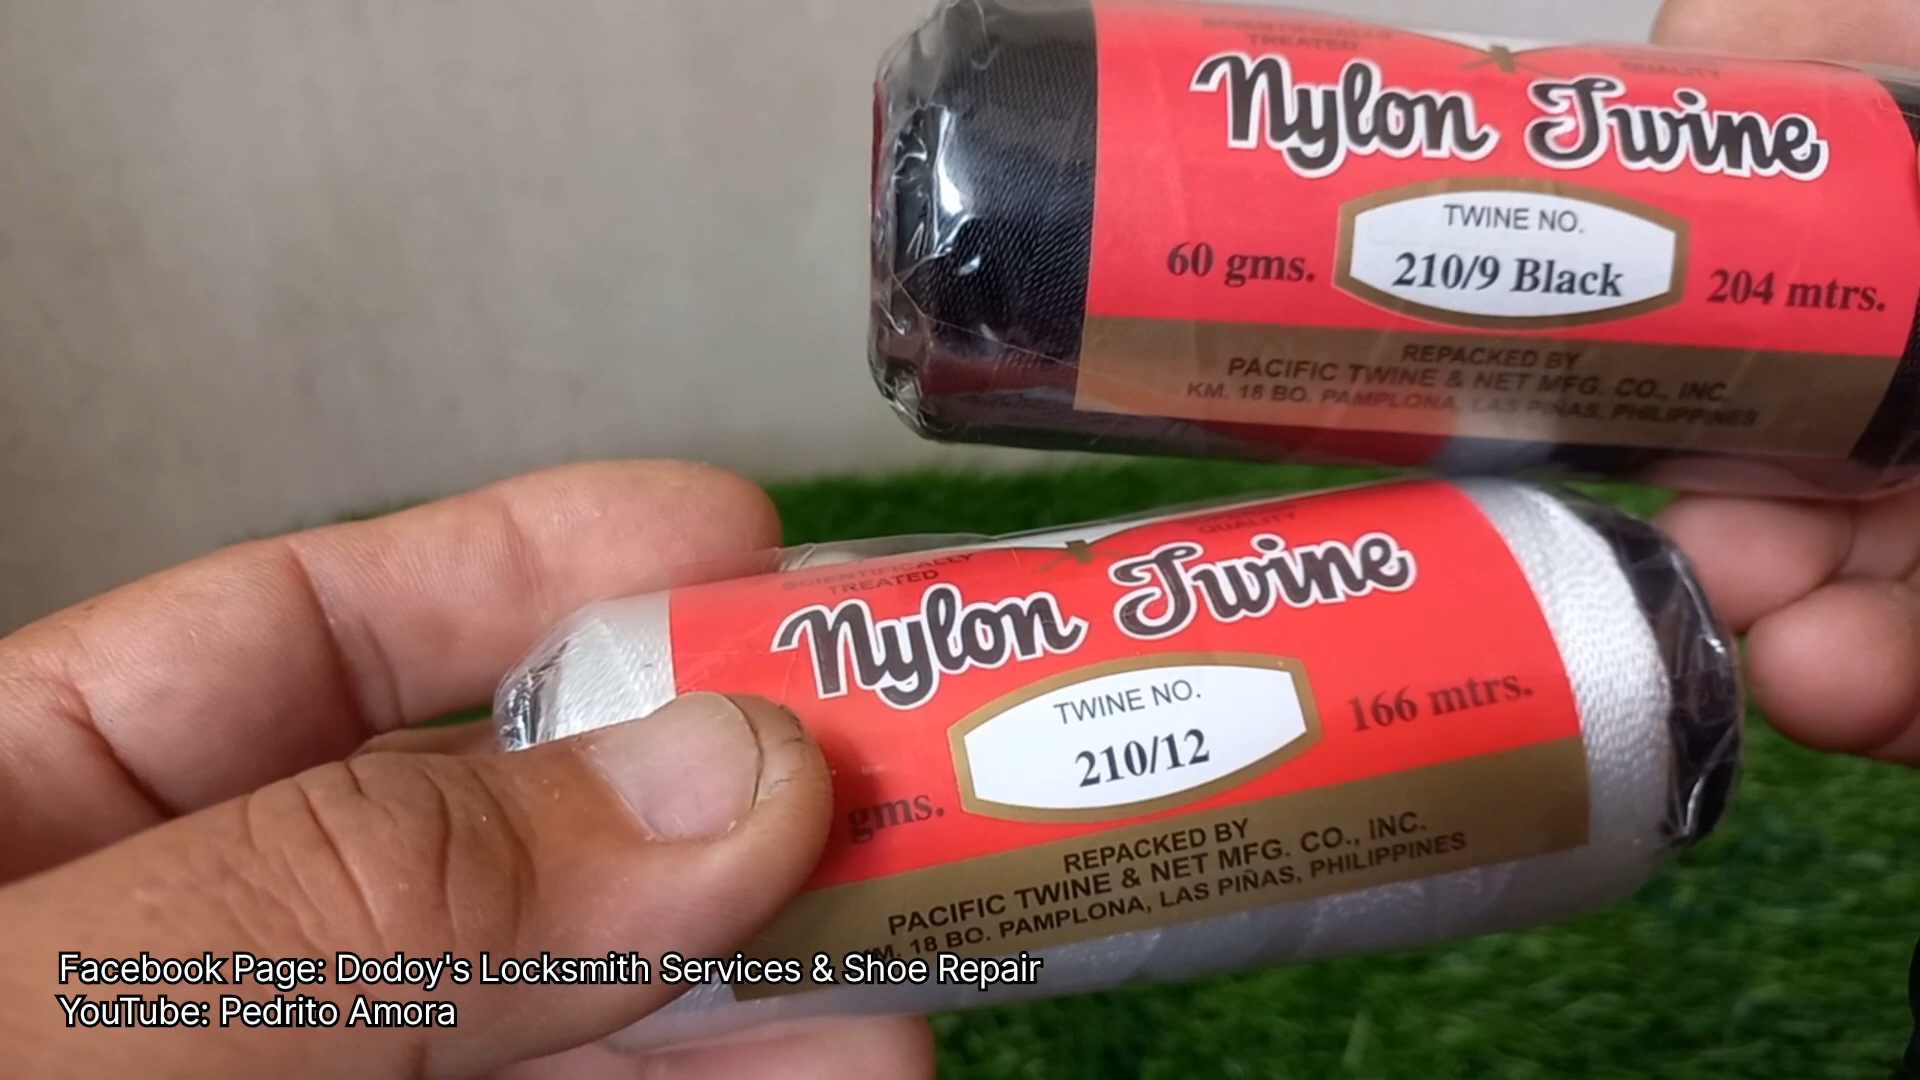 SCIENTIFICALLY
TREATED
QUALITY
Nylon Twine
TWINE NO.
60 gms.
210/9 Black
204 mtrs.
REPACKED BY
PACIFIC TWINE & NET MFG. CO., INC.
KM. 18 BO. PAMPLONA, LAS PIÑAS, PHILIPPINES
QUALITY
SCIENTIFICALLY
TREATED
Nylon Twine
TWINE NO.
166 mtrs.
210/12
gms.
REPACKED BY
PACIFIC TWINE & NET MFG. CO., INC.
KM. 18 BO. PAMPLONA, LAS PIÑAS, PHILIPPINES
Facebook Page: Dodoy's Locksmith Services & Shoe Repair
YouTube: Pedrito Amora